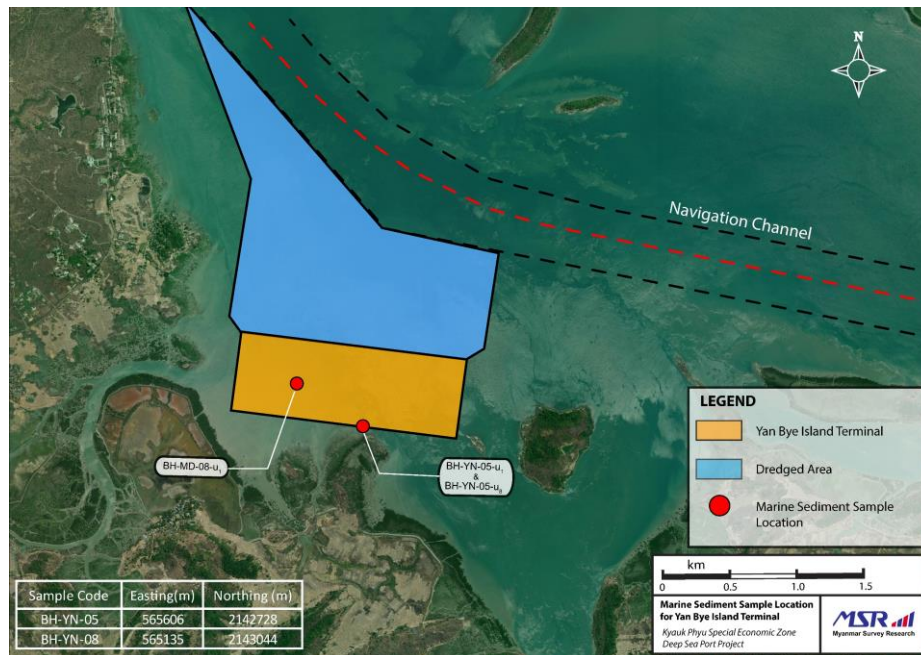 N
Navigation Channel
BH-MD-08-u₁
BH-YN-05-u₁
&
BH-YN-05-u₈
LEGEND
Yan Bye Island Terminal
Dredged Area
Marine Sediment Sample
Location
Sample Code Easting(m) Northing (m)
BH-YN-05 565606 2142728
BH-YN-08 565135 2143044
km
0 0.5 1.0 1.5
Marine Sediment Sample Location
for Yan Bye Island Terminal
Kyauk Phyu Special Economic Zone
Deep Sea Port Project
MSR
Myanmar Survey Research